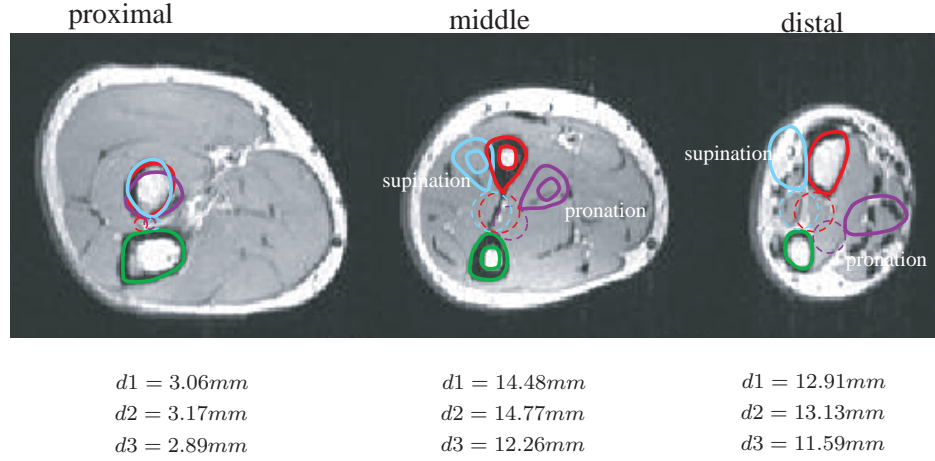 proximal
middle
distal
supination
pronation
supination
pronation
d1 = 3.06mm
d2 = 3.17mm
d3 = 2.89mm
d1 = 14.48mm
d2 = 14.77mm
d3 = 12.26mm
d1 = 12.91mm
d2 = 13.13mm
d3 = 11.59mm